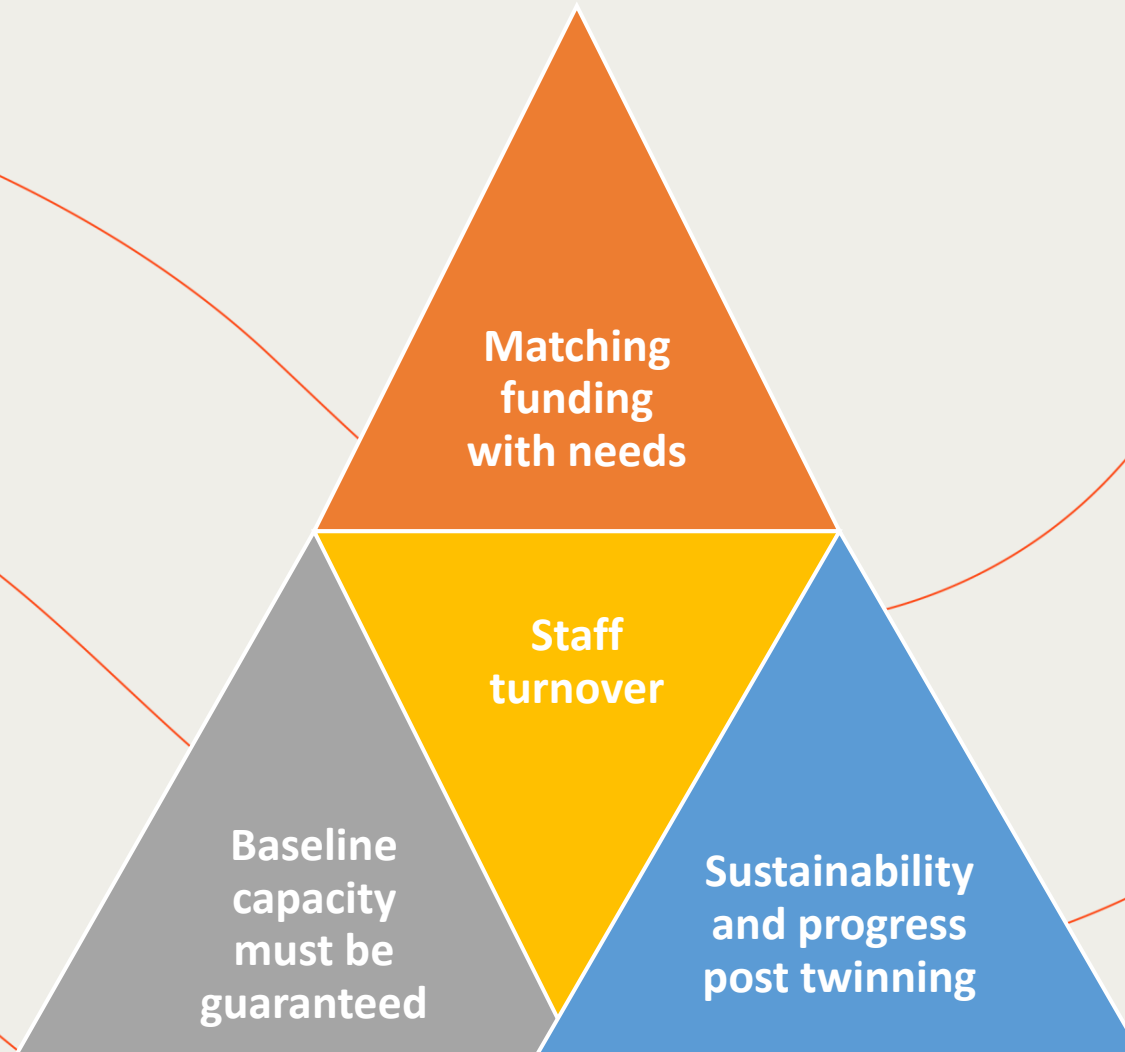 Matching
funding
with needs
Staff
turnover
Baseline
capacity
must be
guaranteed
Sustainability
and progress
post twinning